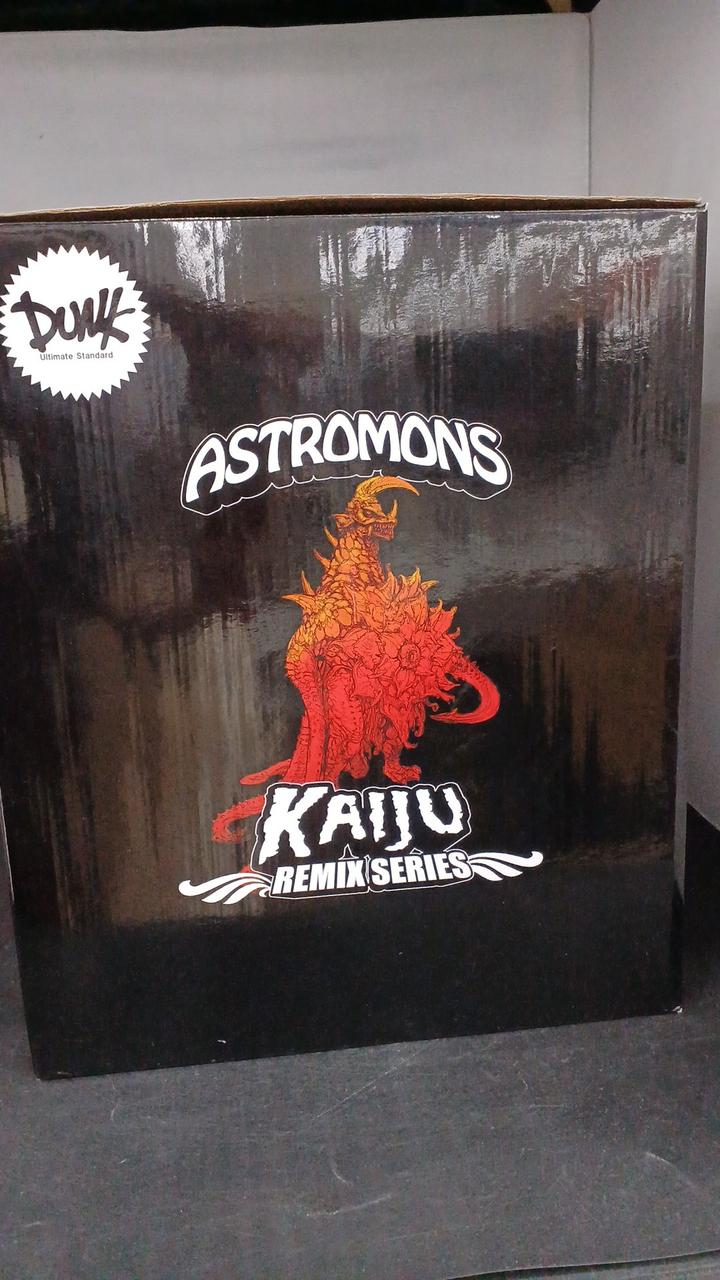 DUNK
Ultimate Standard
ASTROMONS
KAIJU
REMIX SERIES